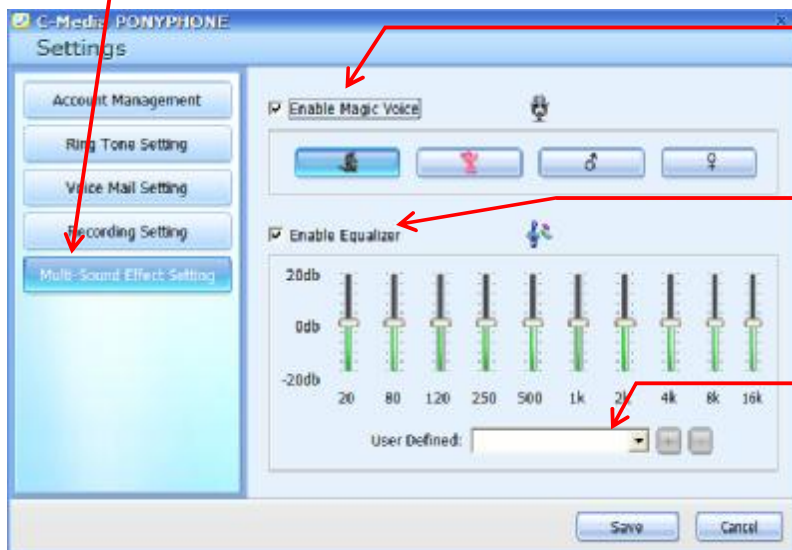 C-Media PONYPHONE
Settings
Account Management
Ring Tone Setting
Voice Mail Setting
Recording Setting
Multi-Sound Effect Setting
Enable Magic Voice
Enable Equalizer
20db
0db
-20db
20 80 120 250 500 1k 2k 4k 8k 16k
User Defined:
Save Cancel